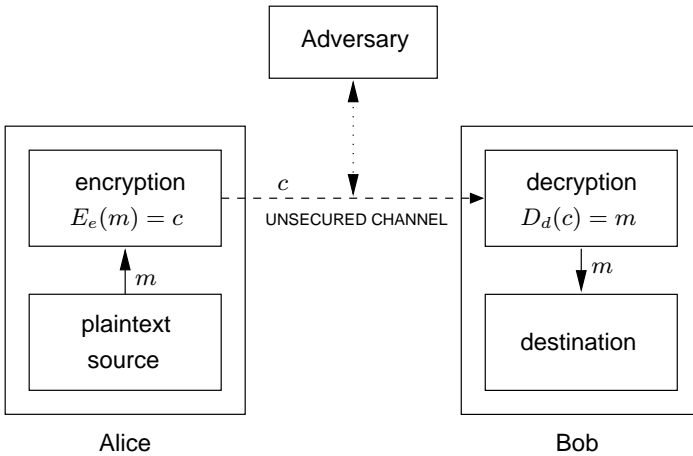 Adversary
encryption
$E_e(m) = c$
c
UNSECURED CHANNEL
decryption
$D_d(c) = m$
m
m
plaintext
source
destination
Alice
Bob